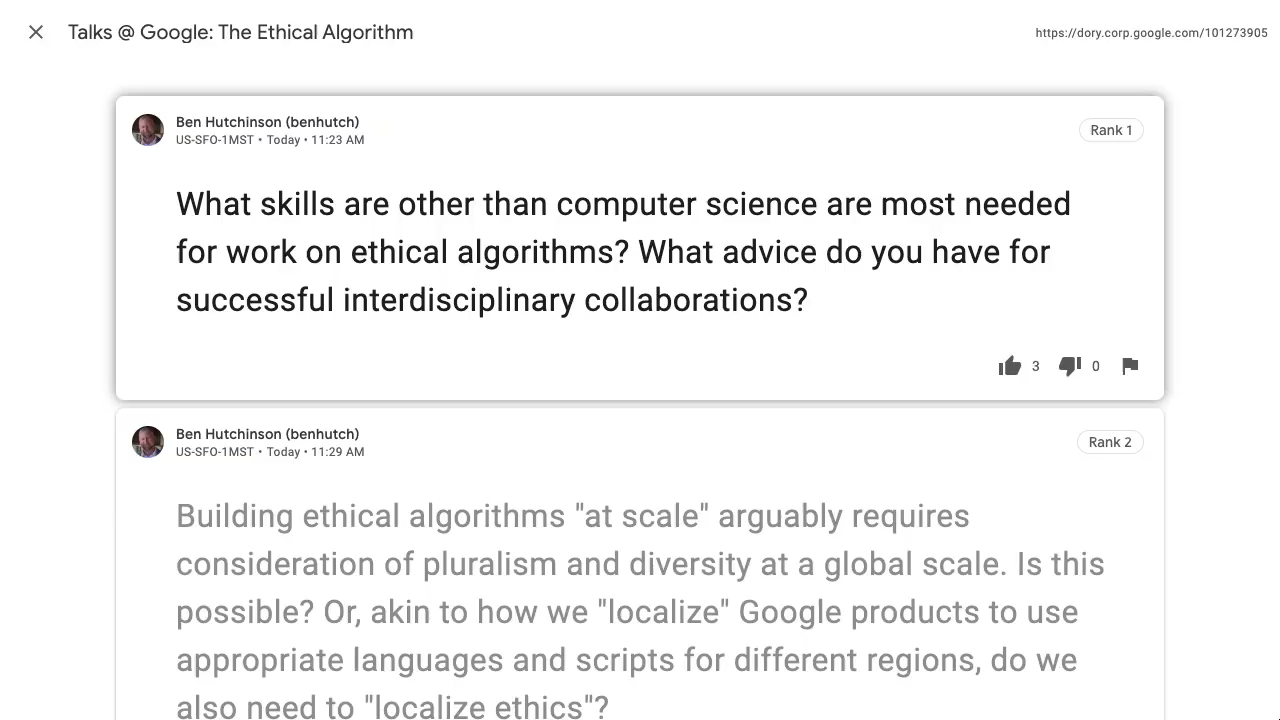 Talks @ Google: The Ethical Algorithm
https://dory.corp.google.com/101273905
Ben Hutchinson (benhutch)
US-SFO-1MST • Today • 11:23 AM
Rank 1
What skills are other than computer science are most needed
for work on ethical algorithms? What advice do you have for
successful interdisciplinary collaborations?
3
0
Ben Hutchinson (benhutch)
US-SFO-1MST • Today • 11:29 AM
Rank 2
Building ethical algorithms "at scale" arguably requires
consideration of pluralism and diversity at a global scale. Is this
possible? Or, akin to how we "localize" Google products to use
appropriate languages and scripts for different regions, do we
also need to "localize ethics"?